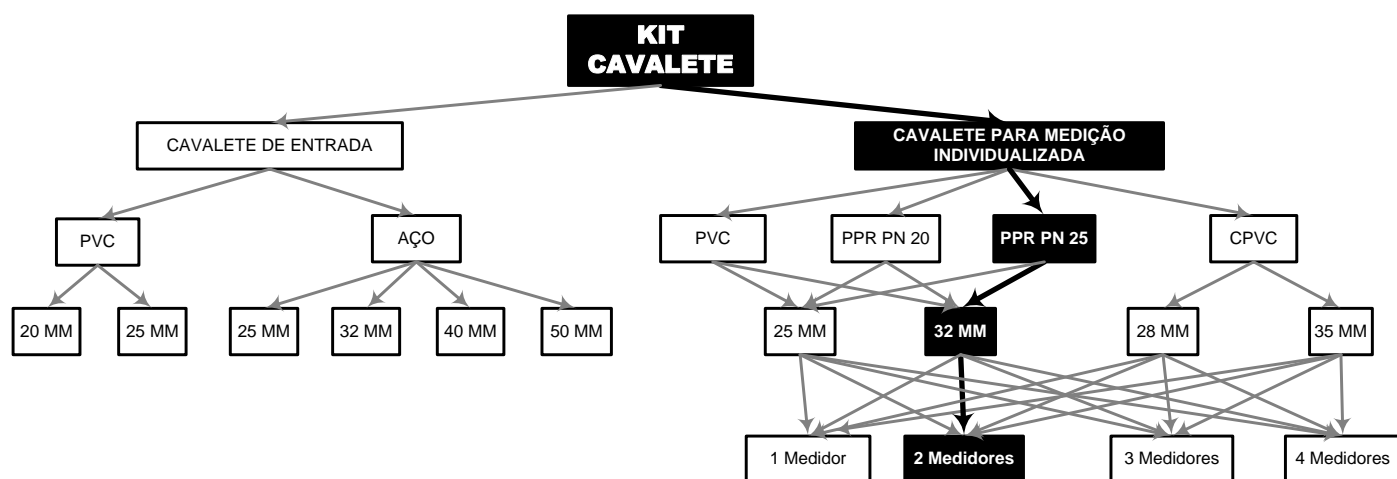 KIT
CAVALETE
CAVALETE DE ENTRADA
CAVALETE PARA MEDIÇÃO
INDIVIDUALIZADA
PVC
AÇO
PVC
PPR PN 20
PPR PN 25
CPVC
20 MM
25 MM
25 MM
32 MM
40 MM
50 MM
25 MM
32 MM
28 MM
35 MM
1 Medidor
2 Medidores
3 Medidores
4 Medidores